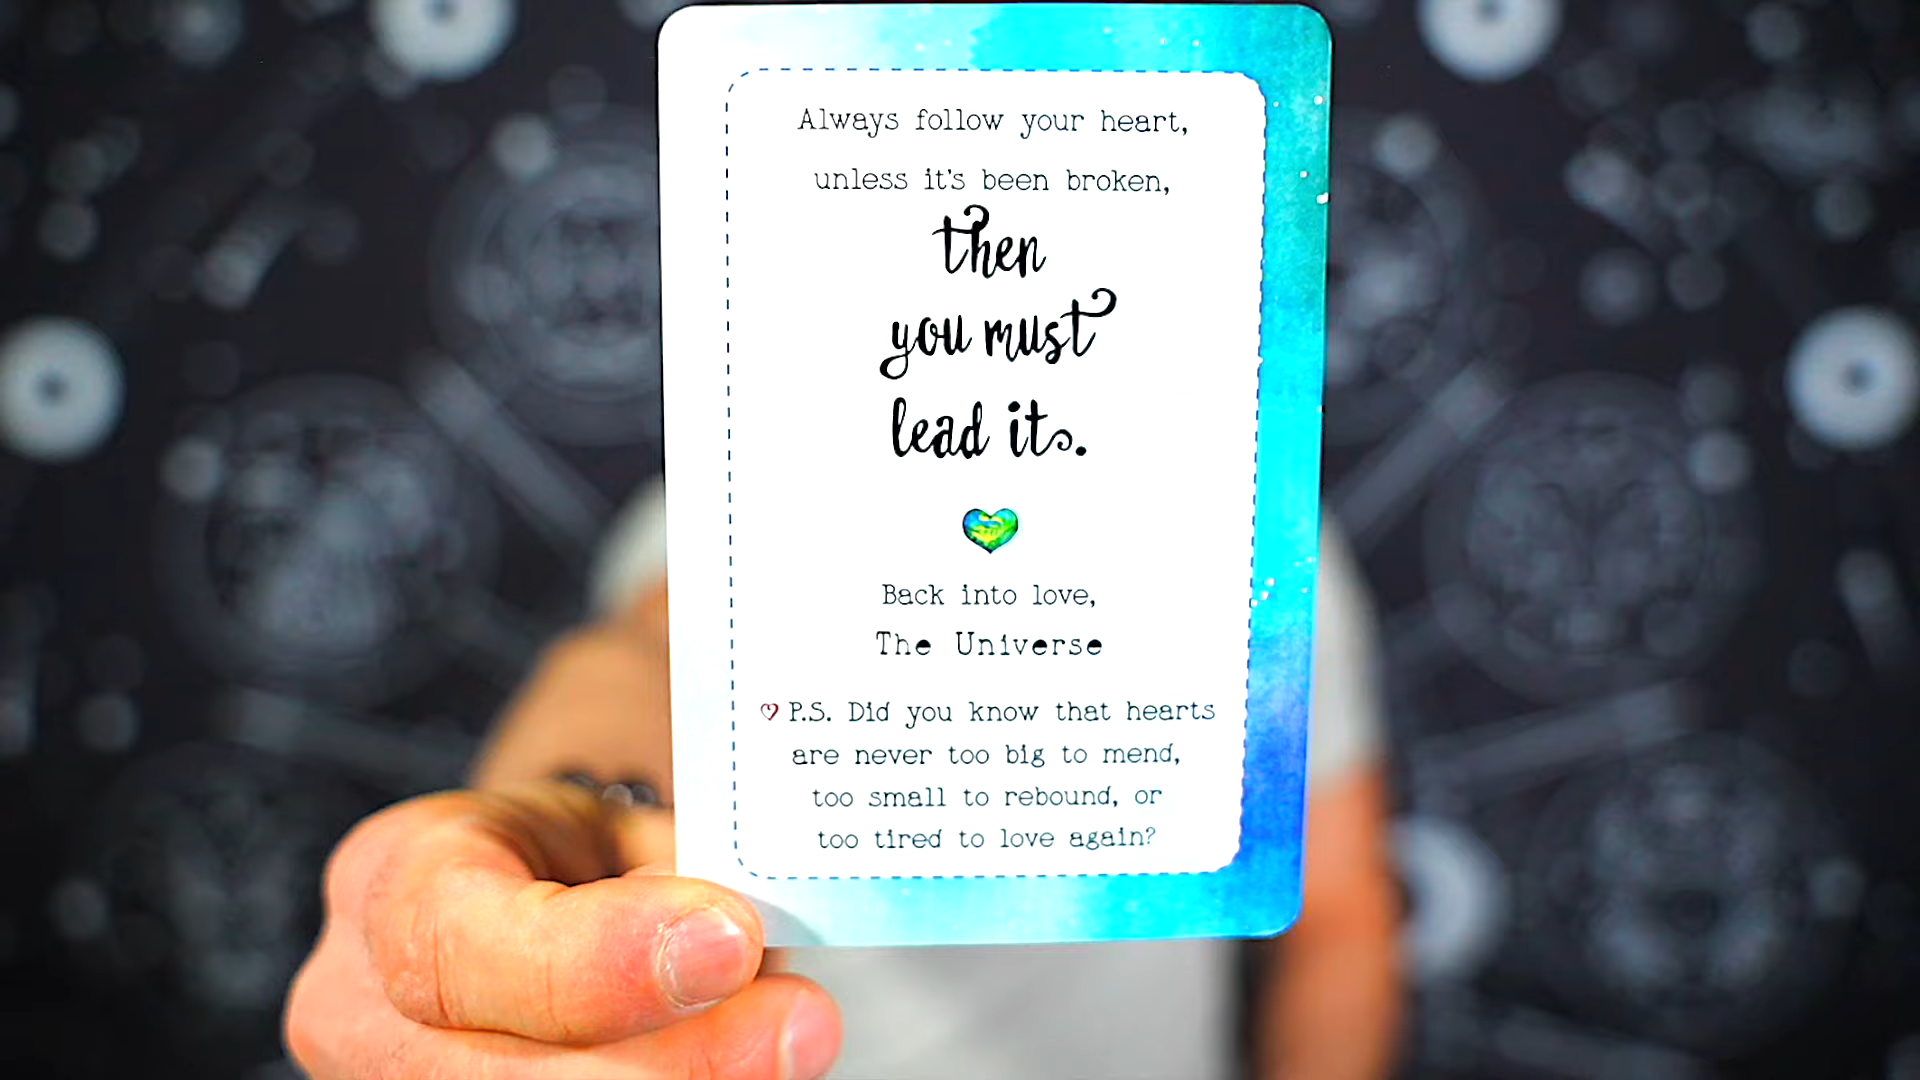 Always follow your heart,
unless it's been broken,
then
you must
lead it.
Back into love,
The Universe
P.S. Did you know that hearts
are never too big to mend,
too small to rebound, or
too tired to love again?